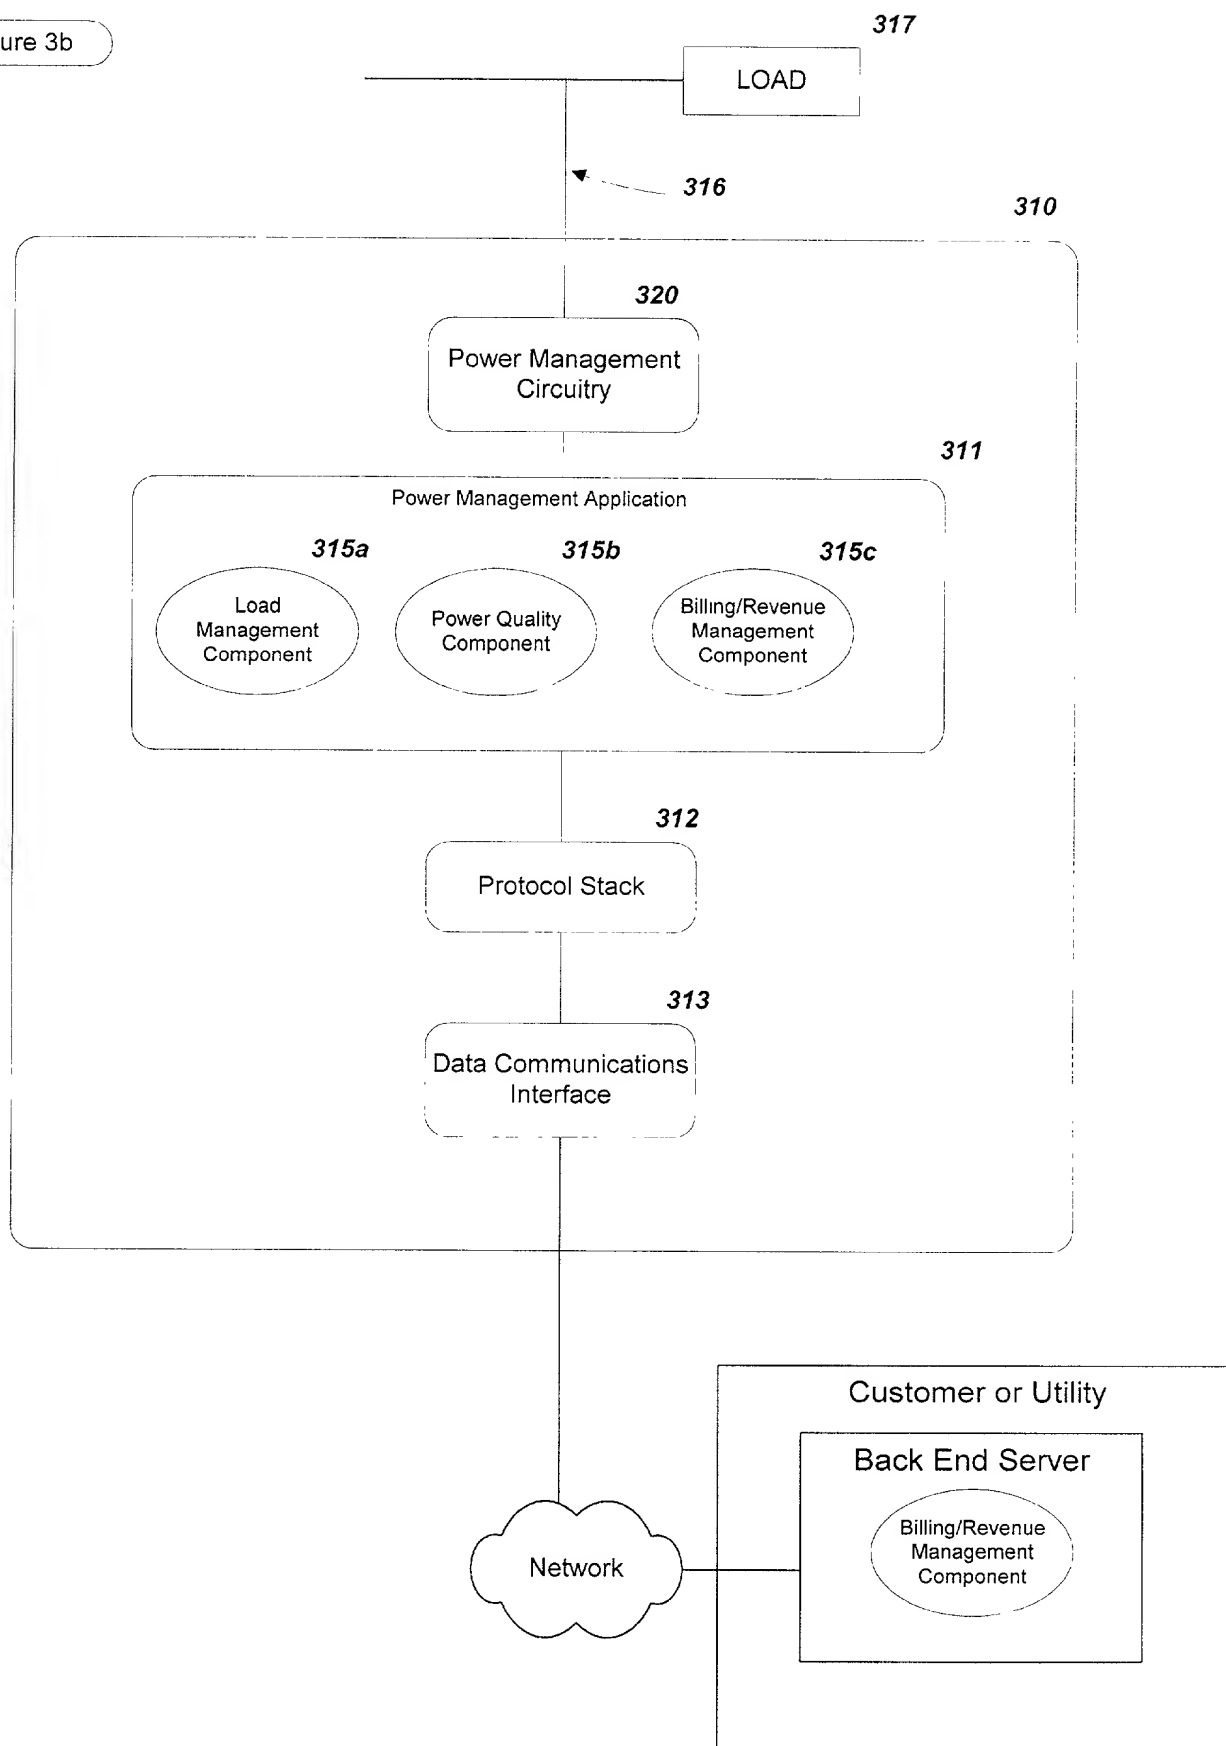 ure 3b
317
LOAD
316
310
320
Power Management
Circuitry
311
Power Management Application
315a
315b
315c
Load
Management
Component
Power Quality
Component
Billing/Revenue
Management
Component
312
Protocol Stack
313
Data Communications
Interface
Customer or Utility
Back End Server
Billing/Revenue
Management
Component
Network